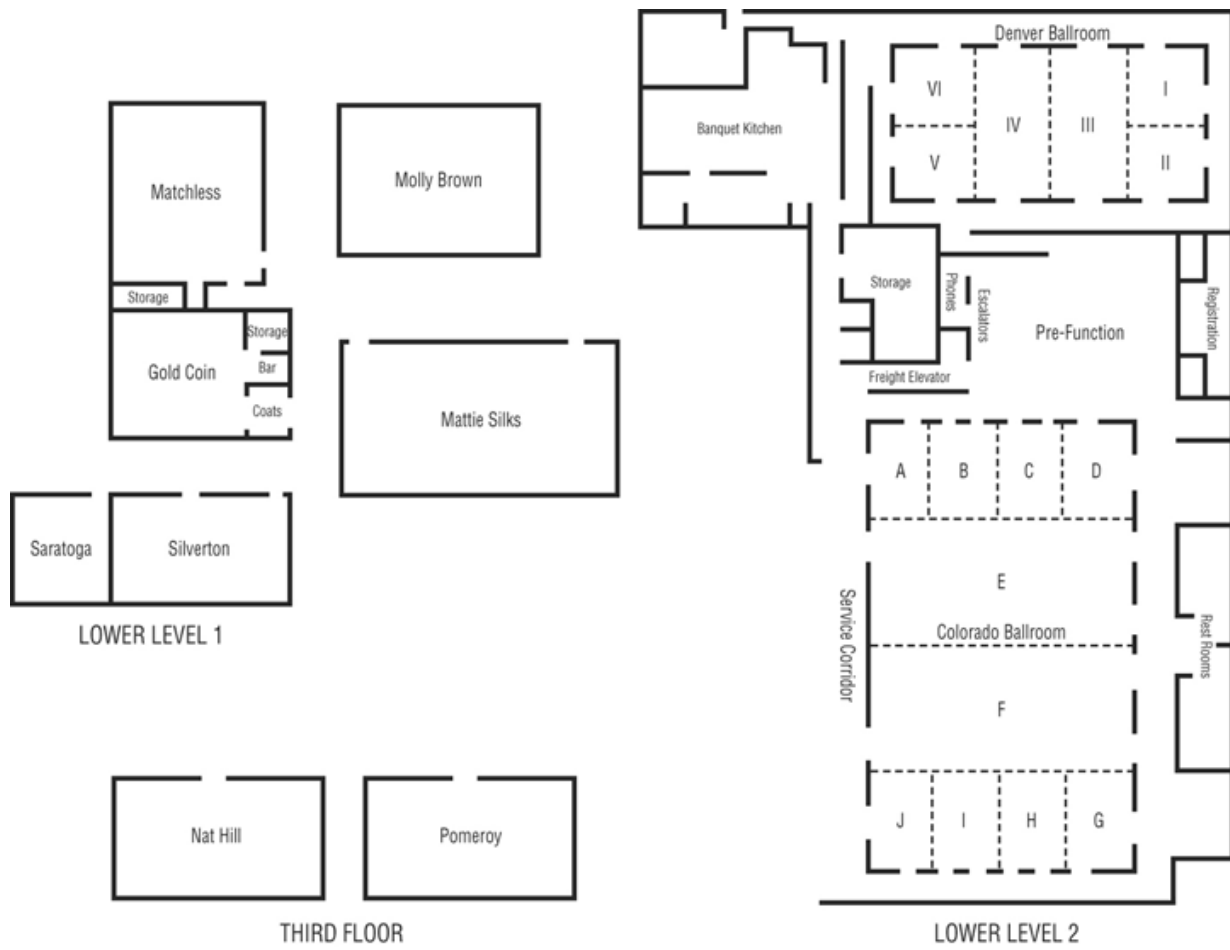 Matchless
Storage
Storage
Gold Coin
Bar
Coats
Saratoga
Silverton
LOWER LEVEL 1
Molly Brown
Mattie Silks
Nat Hill
Pomeroy
THIRD FLOOR
Denver Ballroom
VI
IV
III
I
V
II
Banquet Kitchen
Storage
Phones
Escalators
Pre-Function
Registration
Freight Elevator
A
B
C
D
E
Service Corridor
Colorado Ballroom
Rest Rooms
F
J
I
H
G
LOWER LEVEL 2